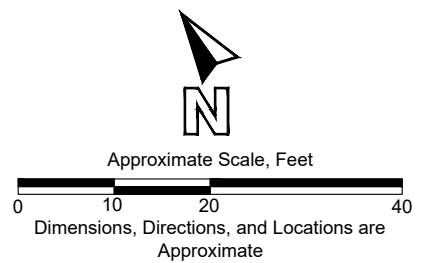 N
Approximate Scale, Feet
0 10 20 40
Dimensions, Directions, and Locations are
Approximate